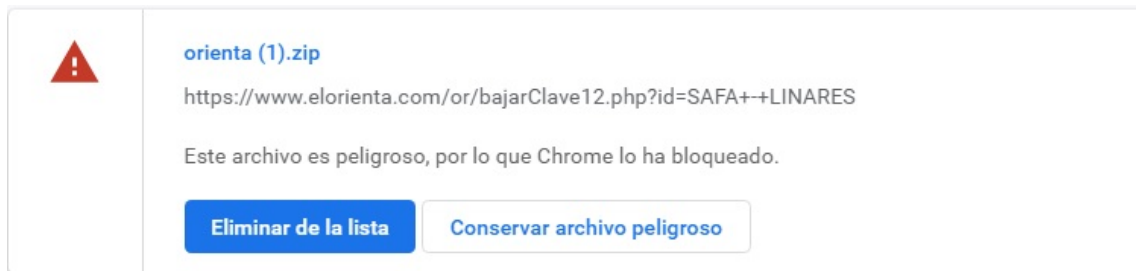 orienta (1).zip
https://www.elorienta.com/or/bajarClave12.php?id=SAFA+-+LINARES
Este archivo es peligroso, por lo que Chrome lo ha bloqueado.
Eliminar de la lista
Conservar archivo peligroso